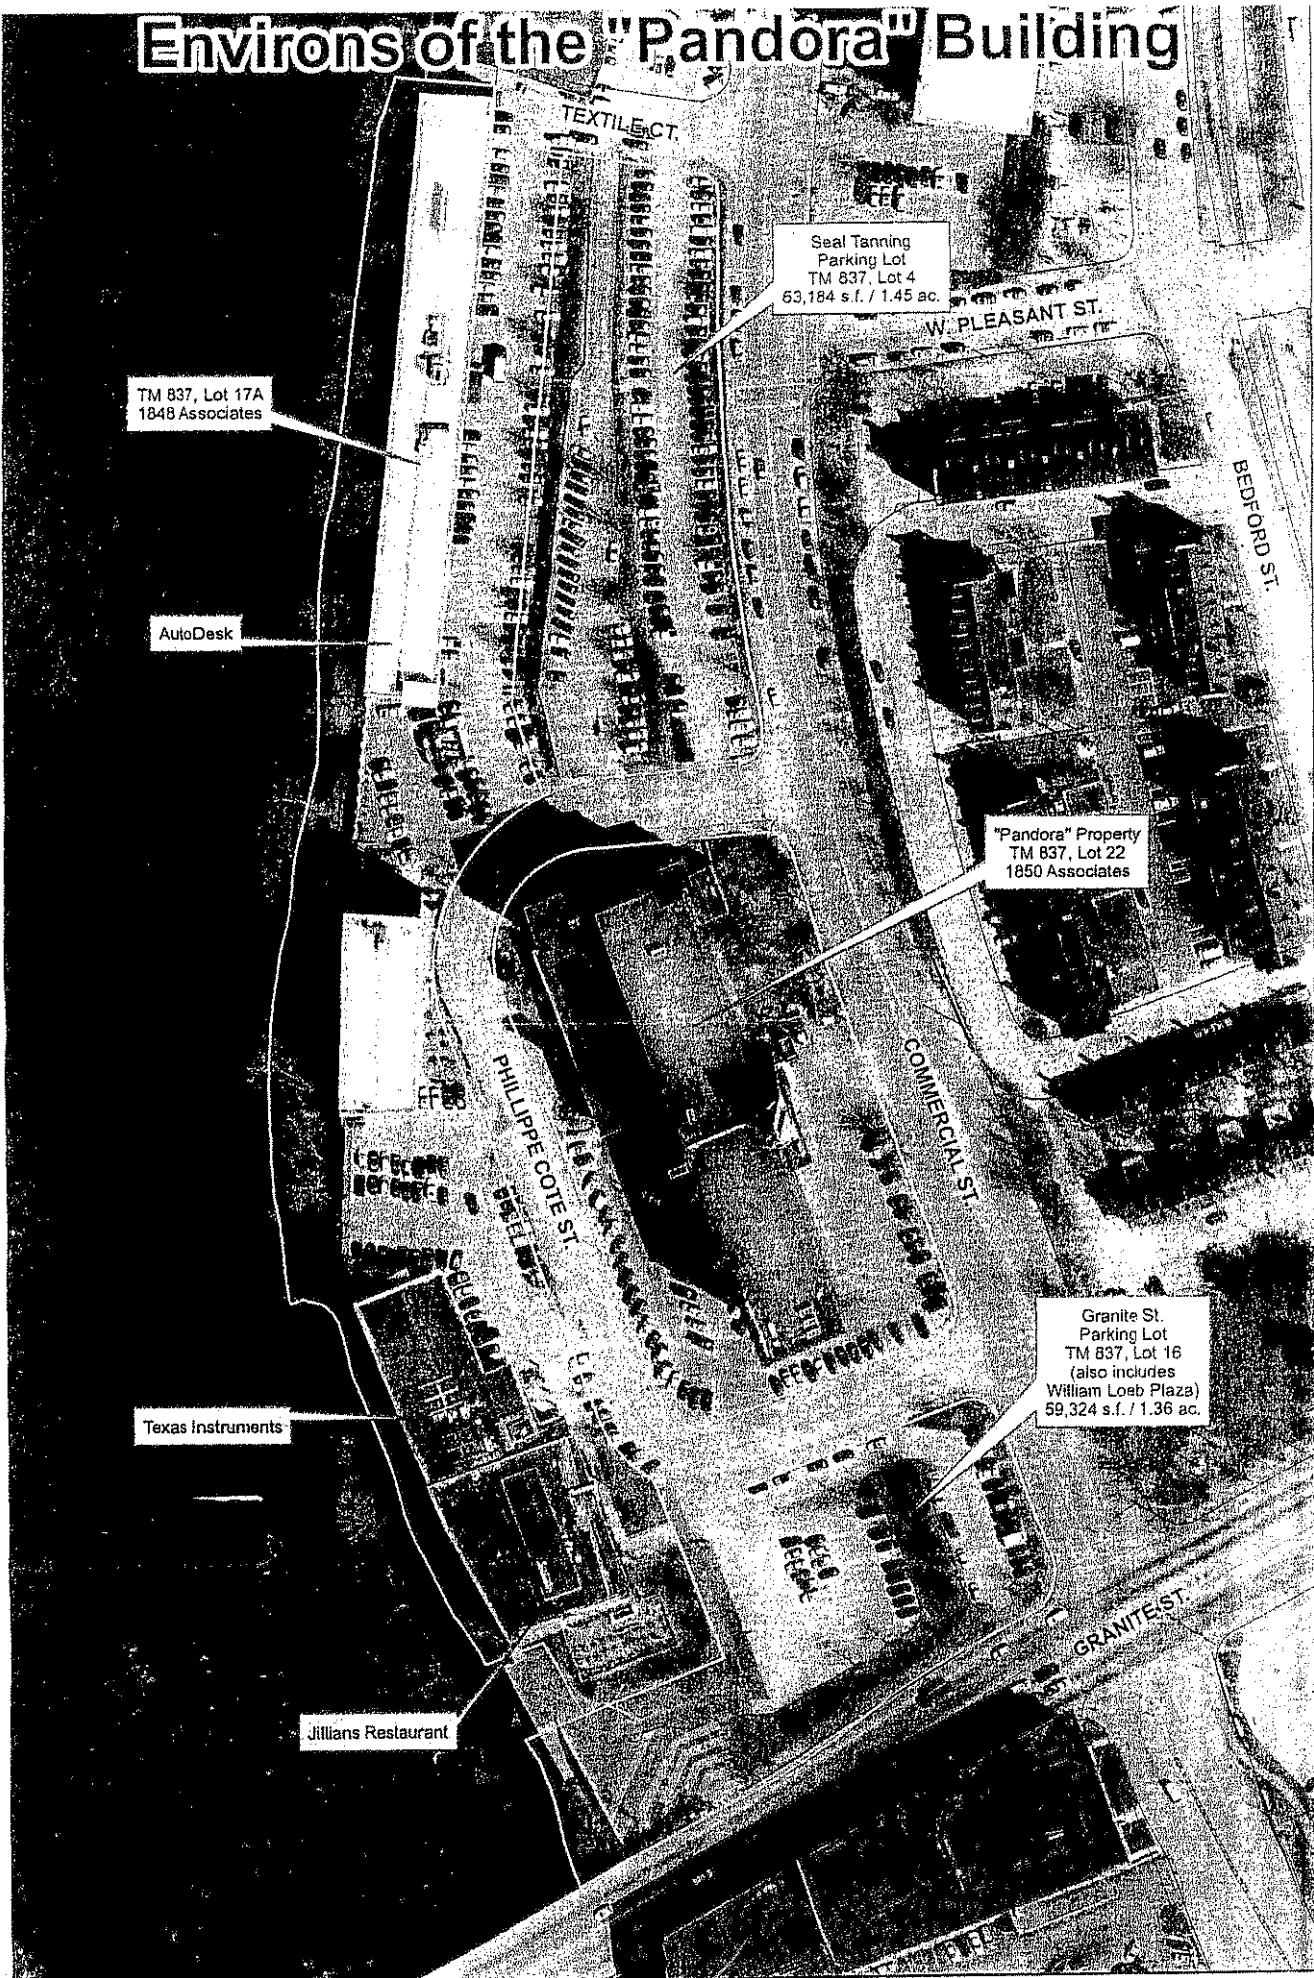 Environs of the "Pandora" Building
TEXTILE CT.
Seal Tanning
Parking Lot
TM 837, Lot 4
63,184 s.f. / 1.45 ac.
W. PLEASANT ST.
TM 837, Lot 17A
1848 Associates
BEDFORD ST.
AutoDesk
"Pandora" Property
TM 837, Lot 22
1850 Associates
PHILLIPPE COTE ST.
COMMERCIAL ST.
Granite St.
Parking Lot
TM 837, Lot 16
(also includes
William Loeb Plaza)
59,324 s.f. / 1.36 ac.
Texas Instruments
GRANITE ST.
Jillians Restaurant